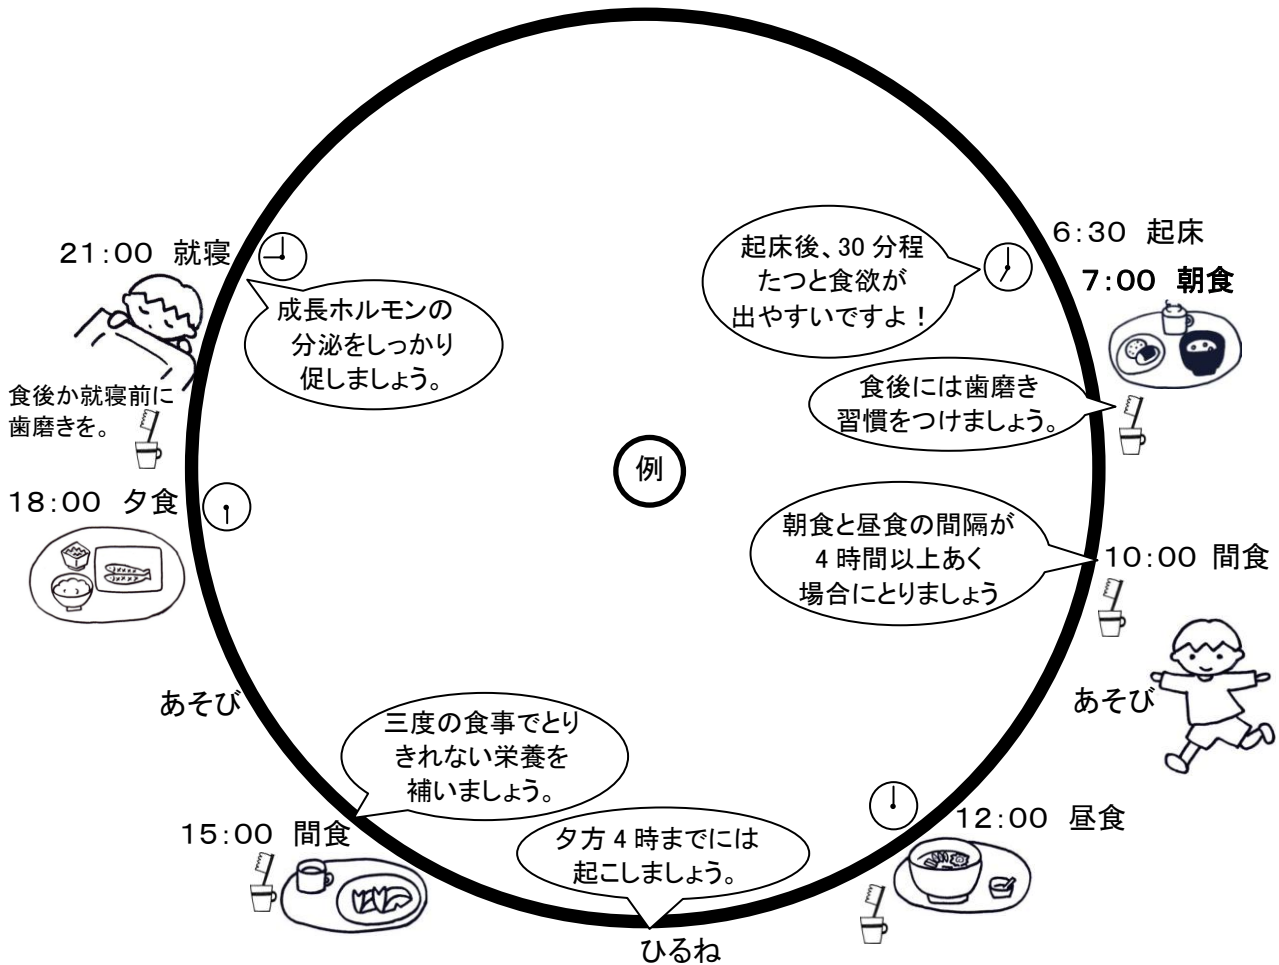 6:30 起床
7:00 朝食
起床後、30分程
たつと食欲が
出やすいですよ！
食後には歯磨き
習慣をつけましょう。
朝食と昼食の間隔が
4時間以上あく
場合にとりましょう
10:00 間食
あそび
12:00 昼食
夕方4時までには
起こしましょう。
ひるね
三度の食事でとり
きれない栄養を
補いましょう。
15:00 間食
あそび
18:00 夕食
食後か就寝前に
歯磨きを。
21:00 就寝
成長ホルモンの
分泌をしっかり
促しましょう。
例